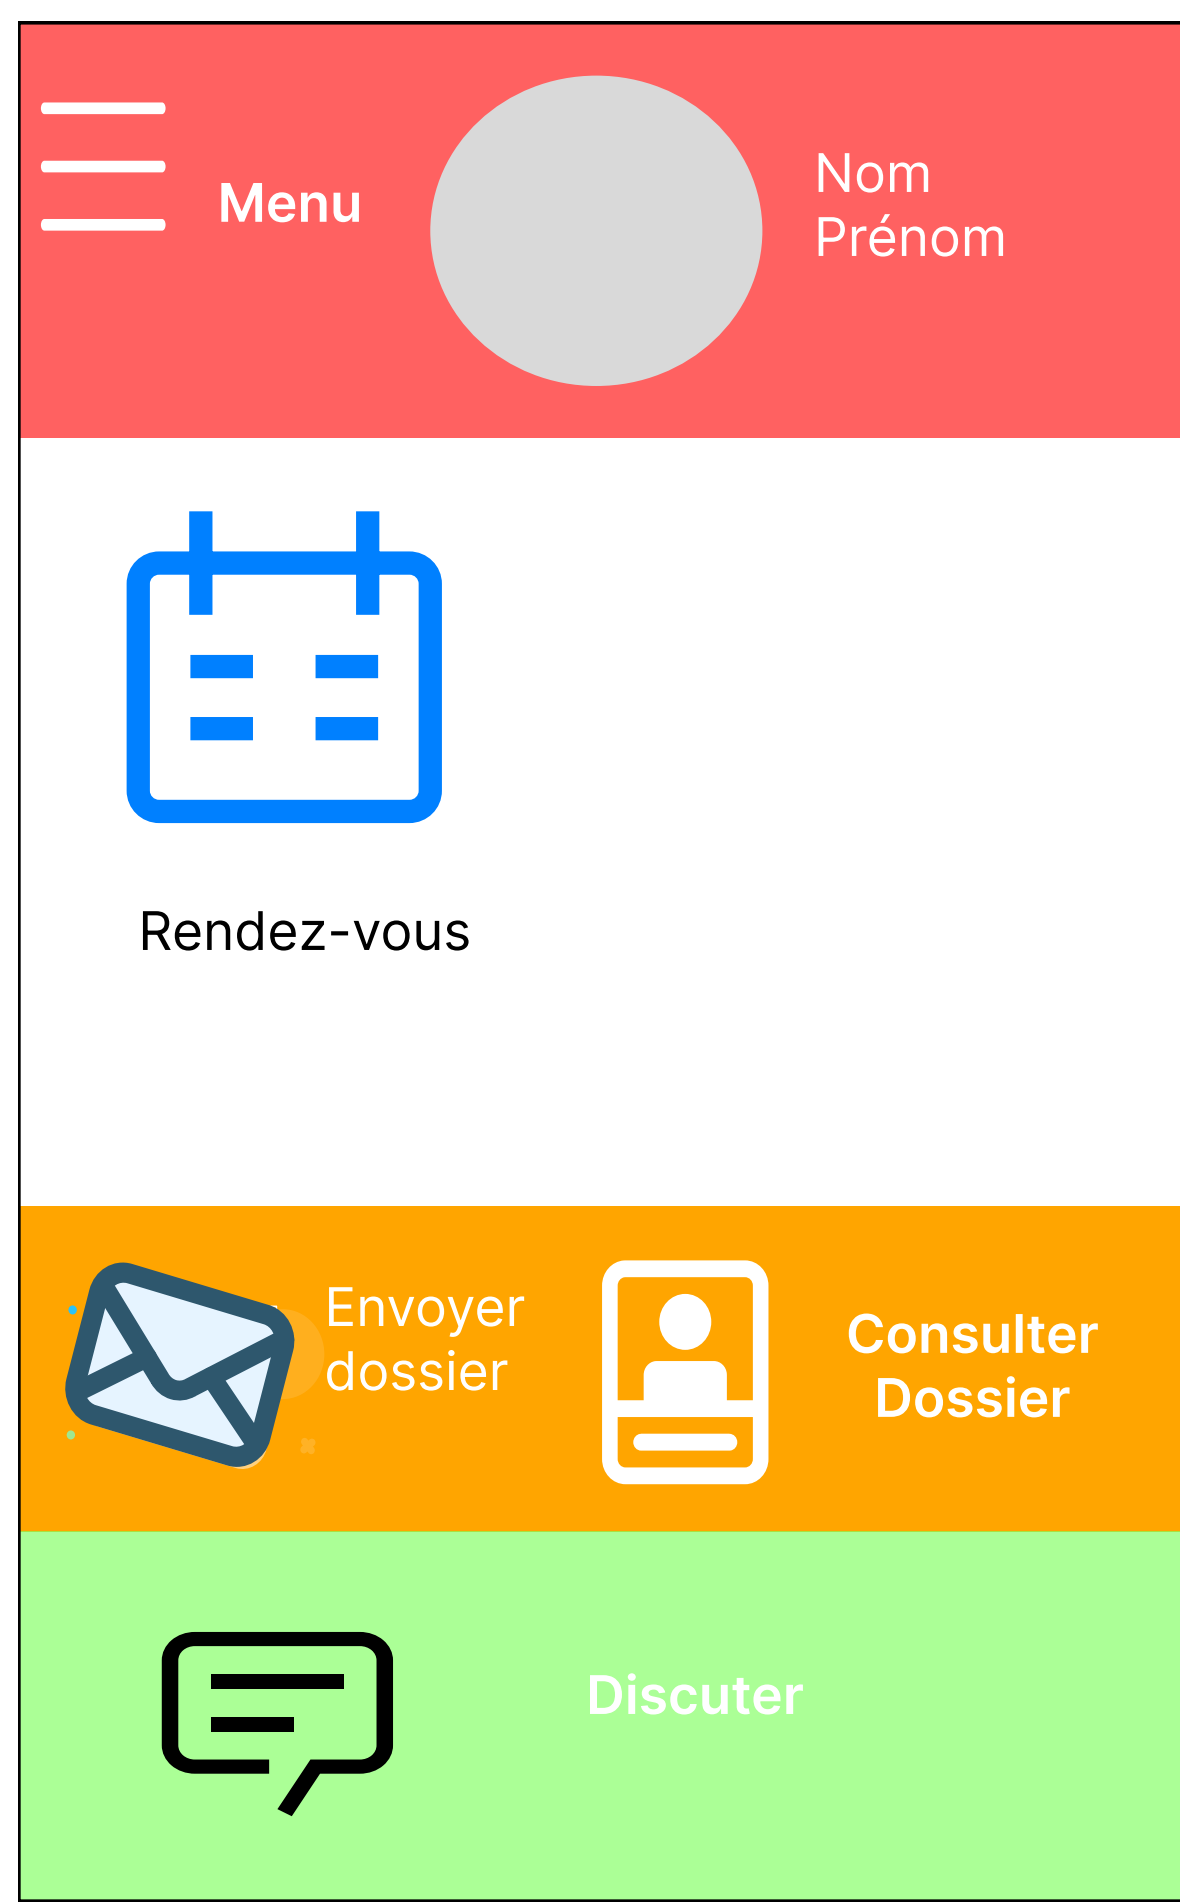 Menu
Nom
Prénom
Rendez-vous
Envoyer
dossier
Consulter
Dossier
Discuter